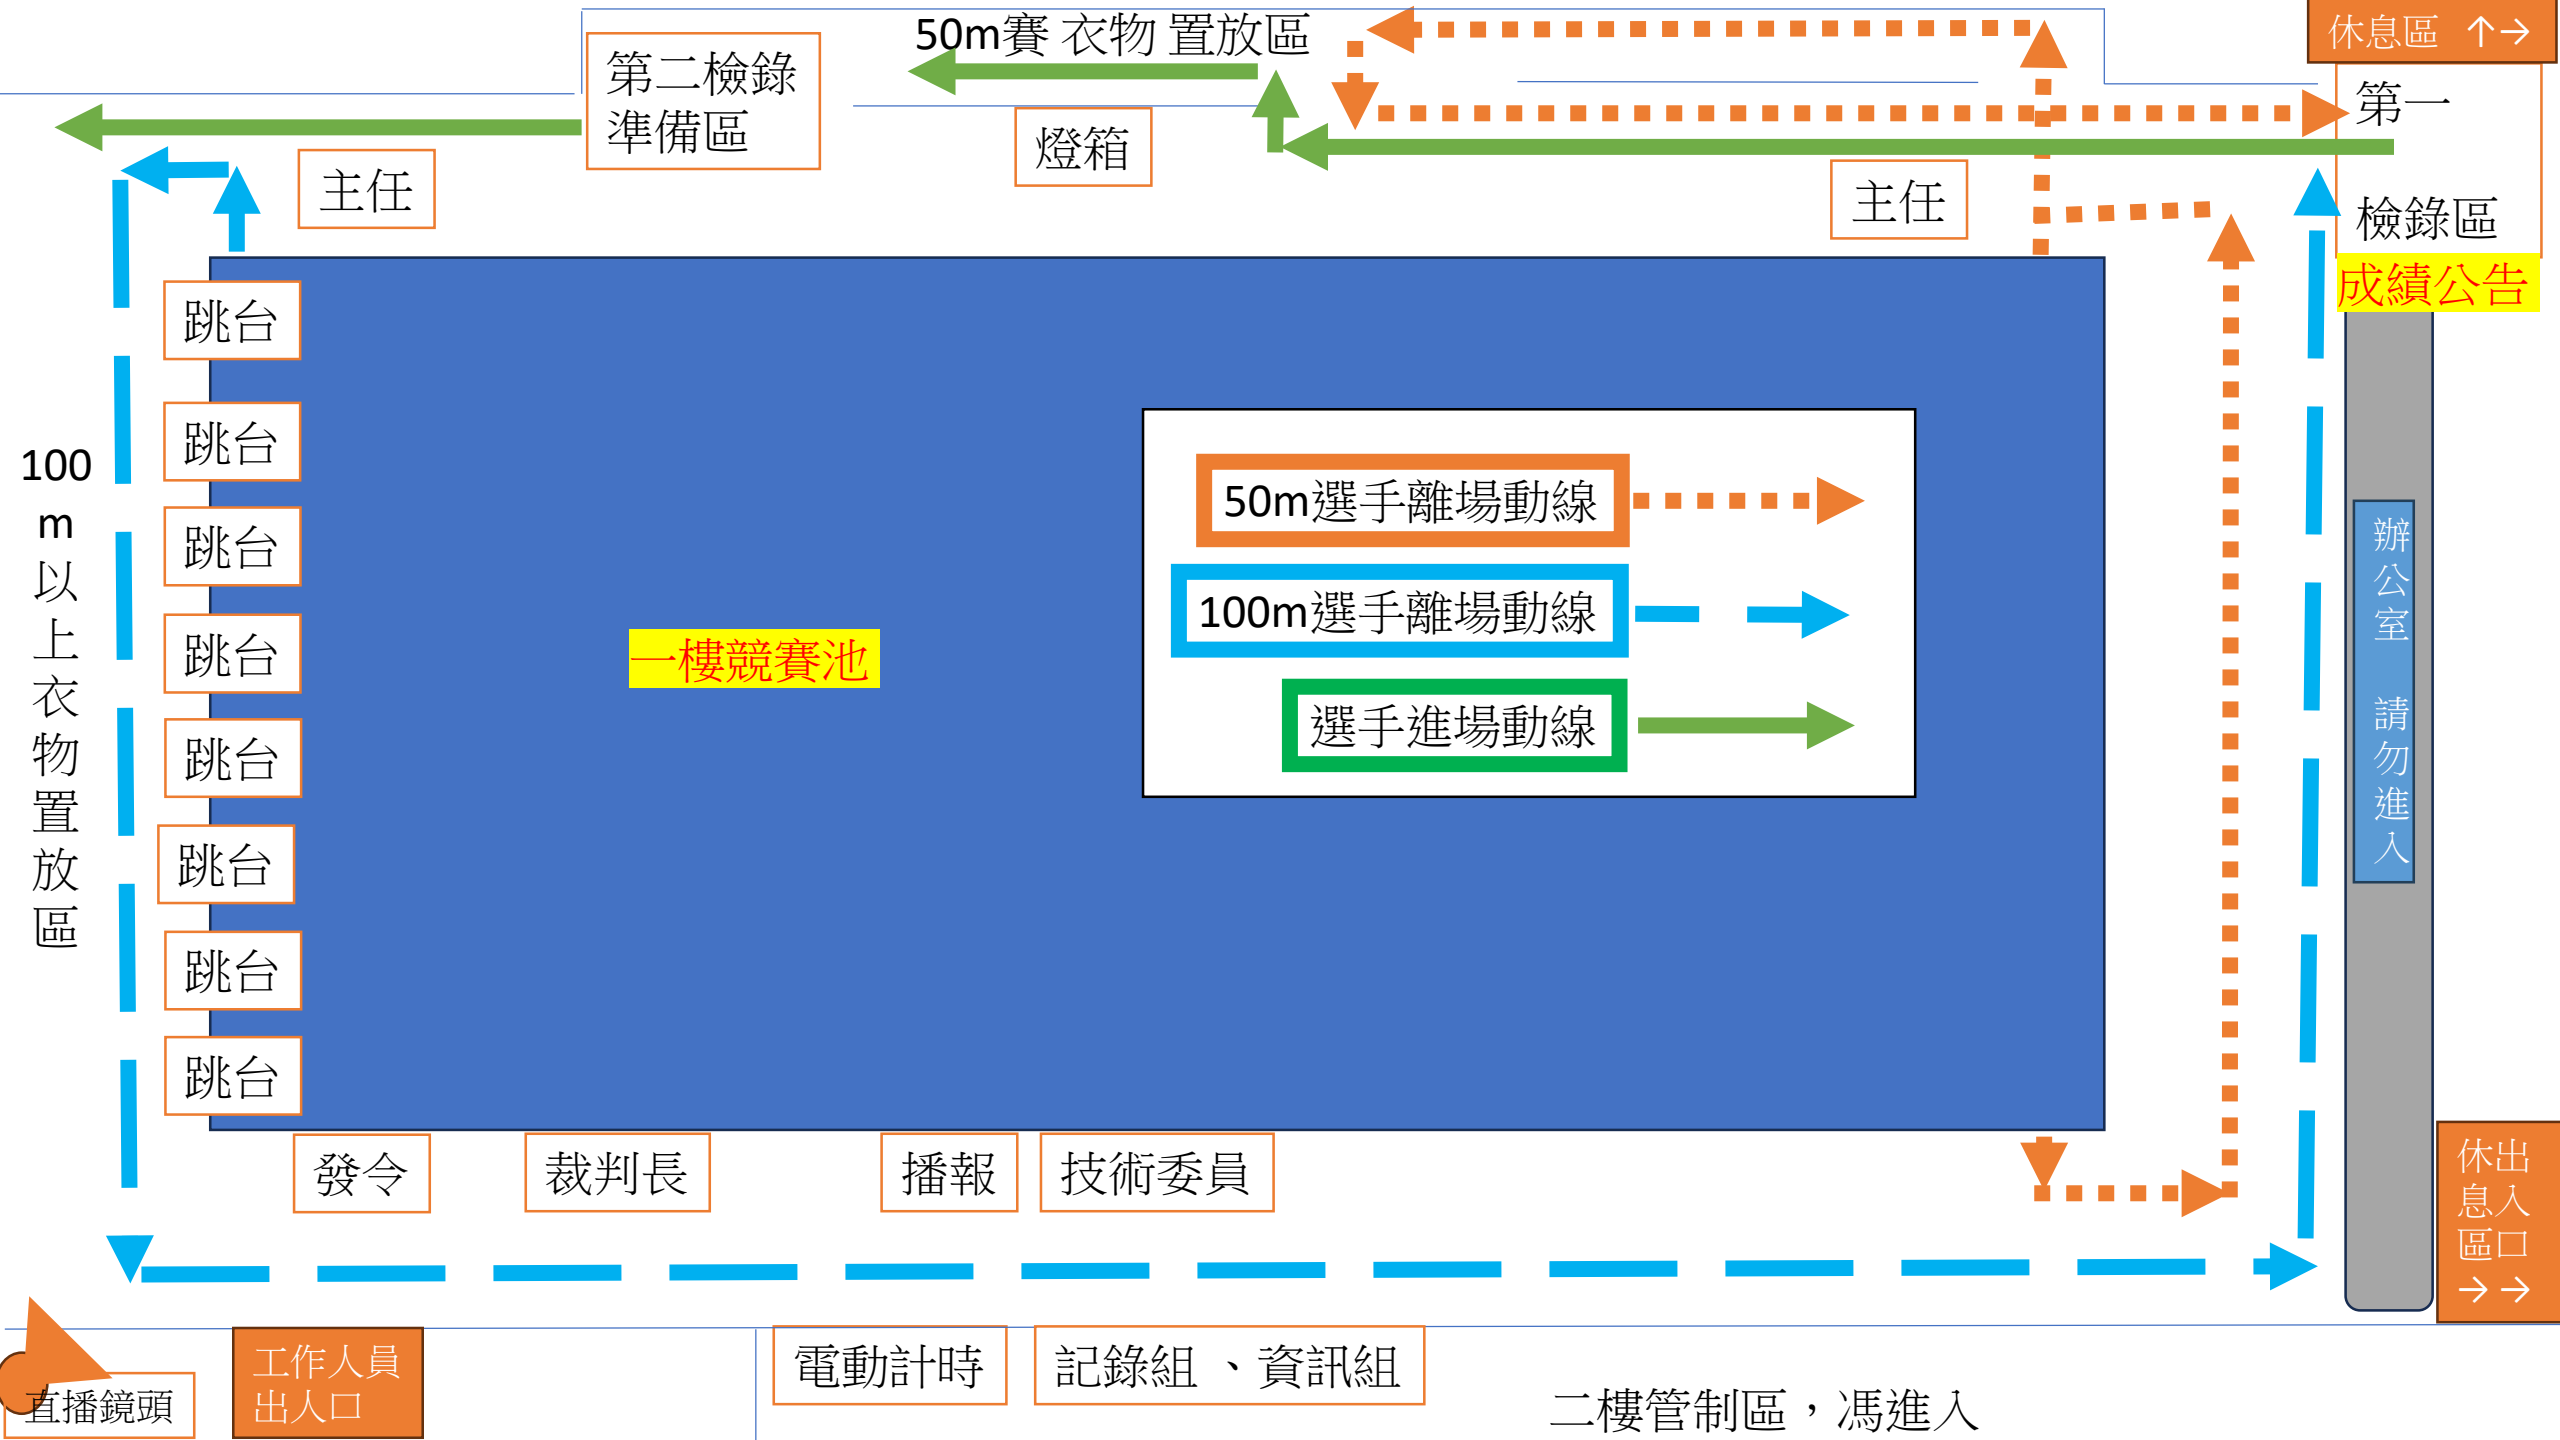 50m賽 衣物 置放區
休息區 ↑→
第二檢錄
準備區
燈箱
第一
檢錄區
主任
主任
成績公告
跳台
跳台
跳台
跳台
跳台
跳台
跳台
跳台
100
m
以
上
衣
物
置
放
區
50m選手離場動線
100m選手離場動線
選手進場動線
一樓競賽池
辦公室 請勿進入
發令
裁判長
播報
技術委員
休出
息入
區口
→→
直播鏡頭
工作人員
出人口
電動計時
記錄組 、資訊組
二樓管制區，馮進入